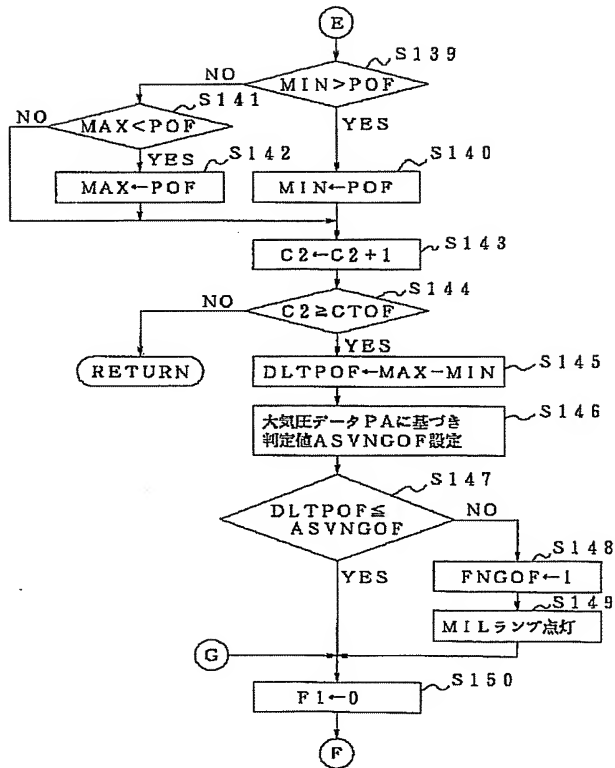 E
S139
MIN>POF
NO
YES
S141
MAX<POF
NO
YES
S142
MAX←POF
S140
MIN←POF
S143
C2←C2+1
S144
C2≧CTOF
NO
YES
RETURN
S145
DLTPOF←MAX−MIN
S146
大気圧データPAに基づき
判定値ASVNGOF設定
S147
DLTPOF≦
ASVNGOF
NO
YES
S148
FNGOF←1
S149
MILランプ点灯
G
S150
F1←0
F